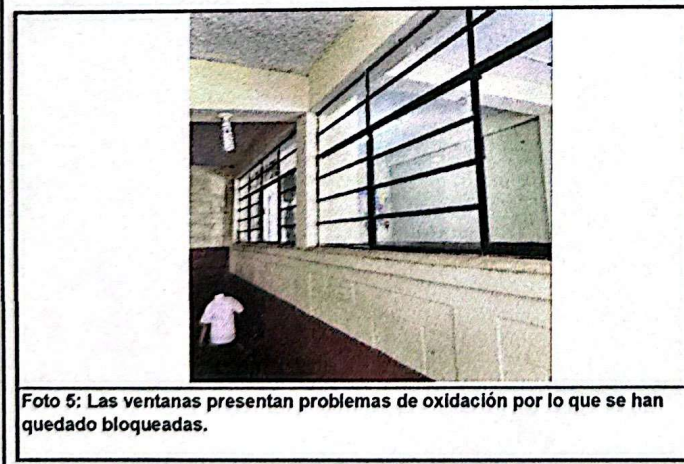 Foto 5: Las ventanas presentan problemas de oxidación por lo que se han
quedado bloqueadas.